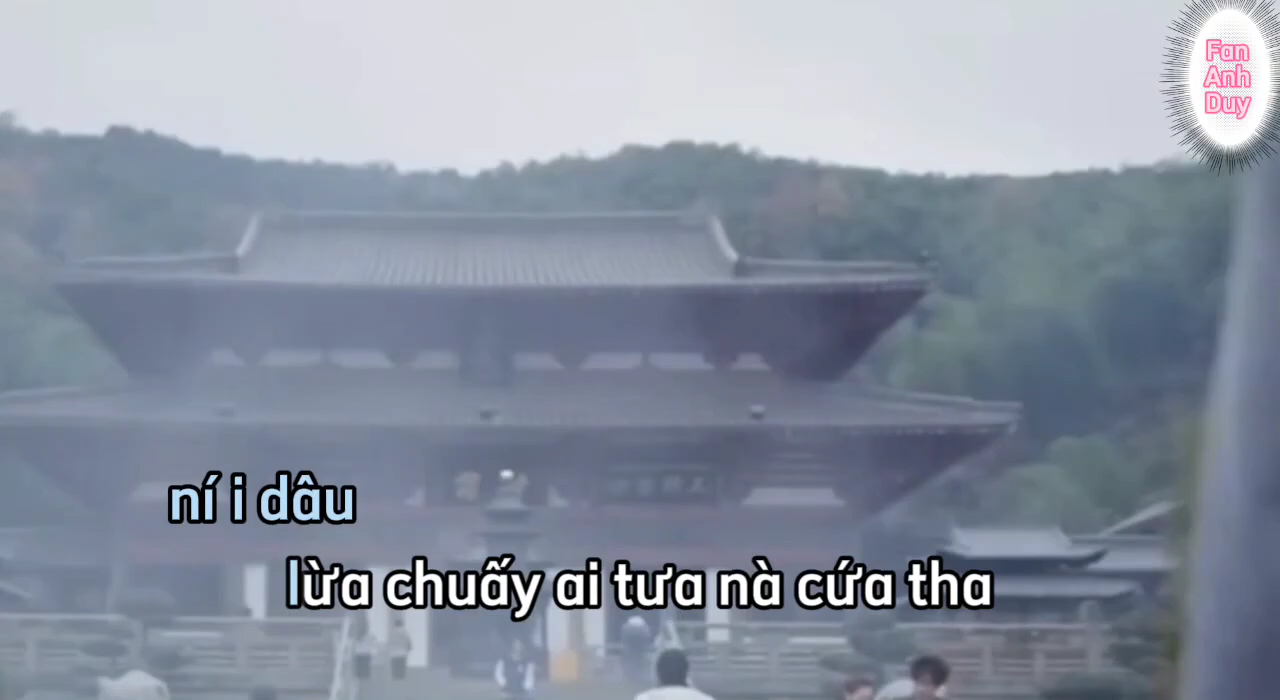 Fan
Anh
Duy
ní i dâu
lừa chuấy ai tưa nà cứa tha